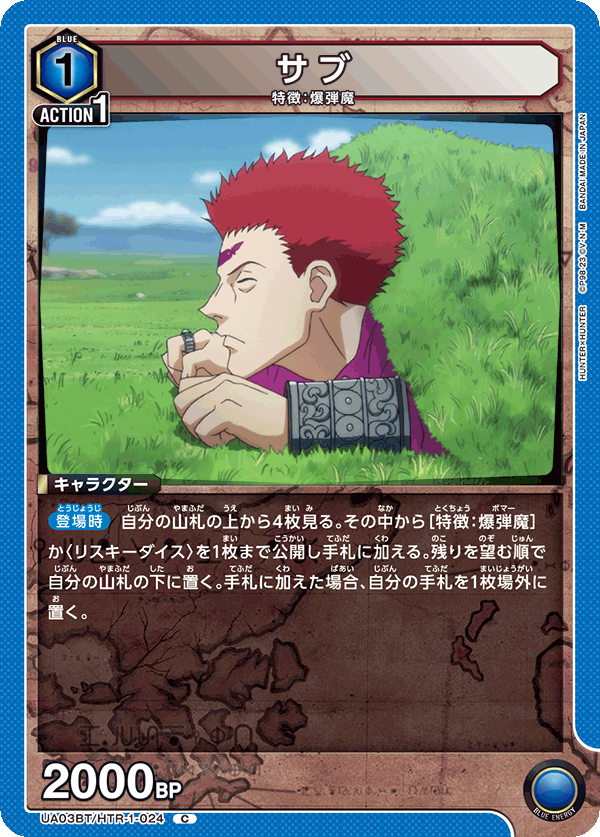 BLUE
1
ACTION1
サブ
特徴：爆弾魔
HUNTER×HUNTER ©P98-23 ©V・N・M BANDAI MADE IN JAPAN
キャラクター
登場時 自分の山札の上から4枚見る。その中から[特徴：爆弾魔]
か〈リスキーダイス〉を1枚まで公開し手札に加える。残りを望む順で
自分の山札の下に置く。手札に加えた場合、自分の手札を1枚場外に
置く。
2000BP
UA03BT/HTR-1-024 C
BLUE ENERGY